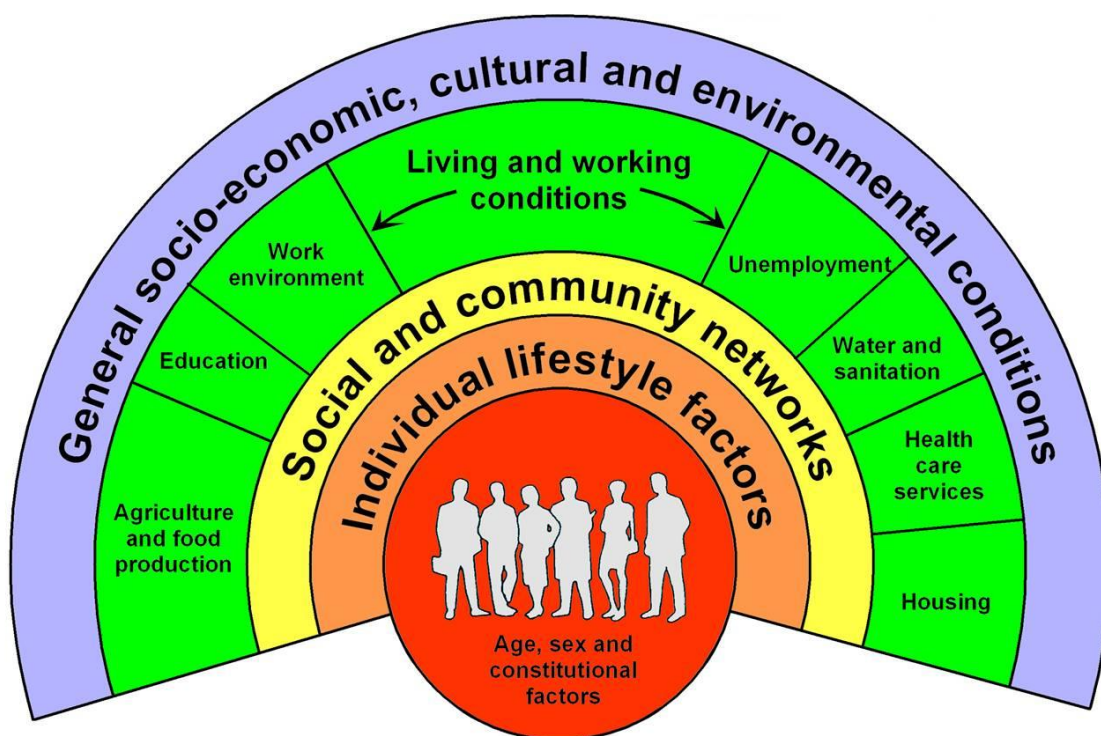 General socio-economic, cultural and environmental conditions
Living and working
conditions
Work
environment
Unemployment
Education
Water and
sanitation
Agriculture
and food
production
Health
care
services
Housing
Social and community networks
Individual lifestyle factors
Age, sex and
constitutional
factors